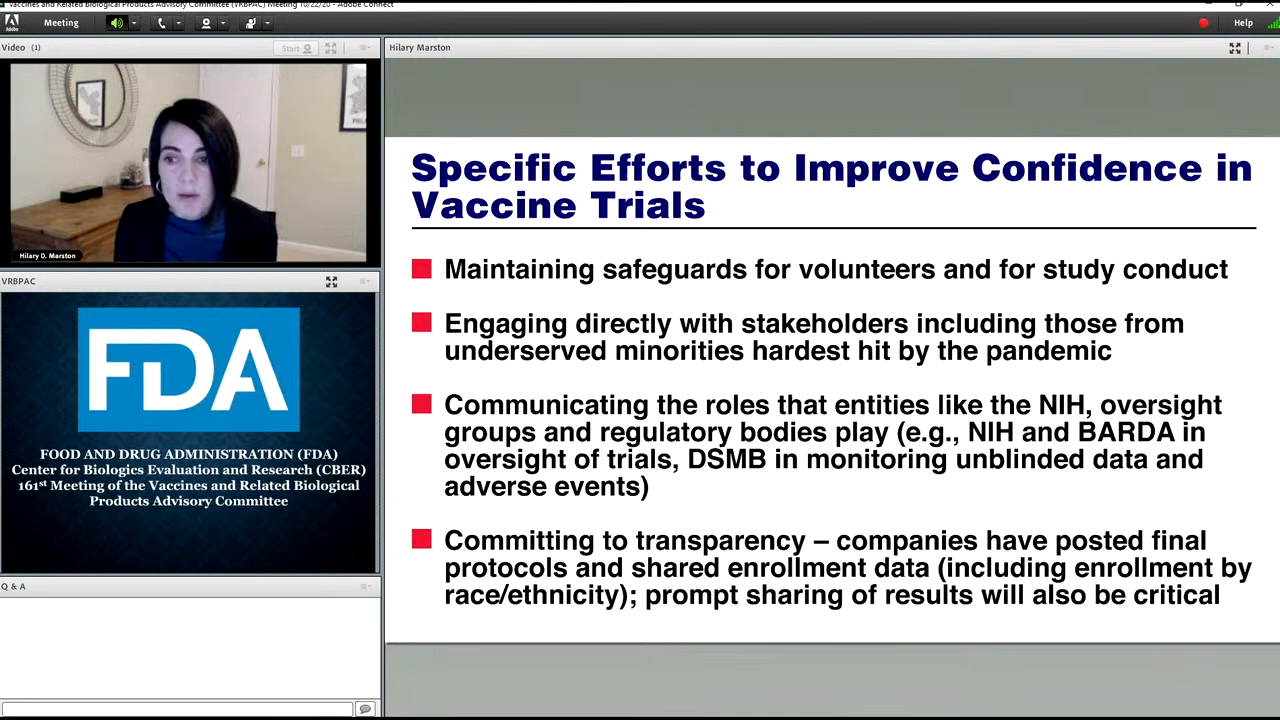 Vaccines and Related Biological Products Advisory Committee (VRBPAC) Meeting 10/22/20 - Adobe Connect
Adobe
Meeting
Help
Video (1)
Start
Hilary D. Marston
VRBPAC
FDA
FOOD AND DRUG ADMINISTRATION (FDA)
Center for Biologics Evaluation and Research (CBER)
161st Meeting of the Vaccines and Related Biological
Products Advisory Committee
Q & A
Hilary Marston
Specific Efforts to Improve Confidence in
Vaccine Trials
Maintaining safeguards for volunteers and for study conduct
Engaging directly with stakeholders including those from
underserved minorities hardest hit by the pandemic
Communicating the roles that entities like the NIH, oversight
groups and regulatory bodies play (e.g., NIH and BARDA in
oversight of trials, DSMB in monitoring unblinded data and
adverse events)
Committing to transparency – companies have posted final
protocols and shared enrollment data (including enrollment by
race/ethnicity); prompt sharing of results will also be critical